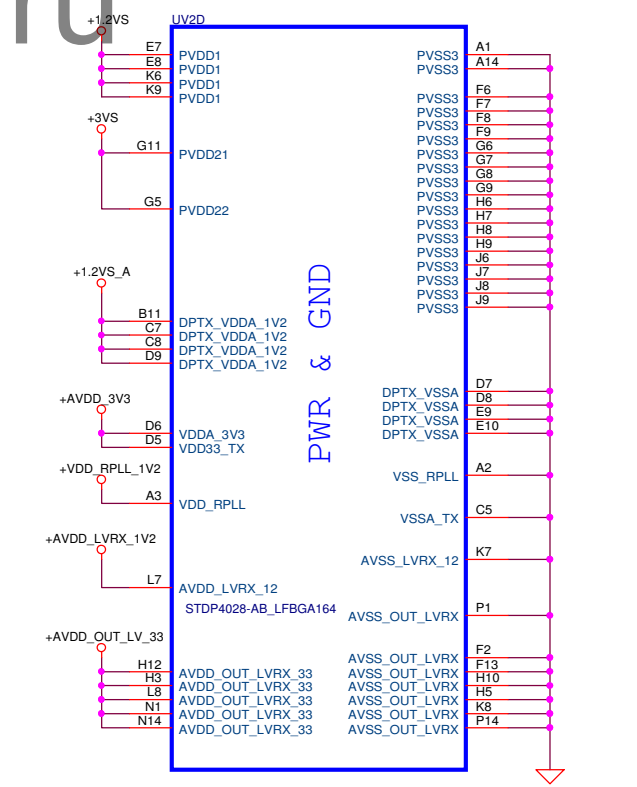 ru
+1.2VS
UV2D
E7 PVDD1 PVSS3 A1
E8 PVDD1 PVSS3 A14
K6 PVDD1
K9 PVDD1 PVSS3 F6
PVSS3 F7
+3VS PVSS3 F8
PVSS3 F9
G11 PVDD21 PVSS3 G6
PVSS3 G7
PVSS3 G8
PVSS3 G9
G5 PVDD22 PVSS3 H6
PVSS3 H7
PVSS3 H8
PVSS3 H9
+1.2VS_A PVSS3 J6
PVSS3 J7
PVSS3 J8
PVSS3 J9
B11 DPTX_VDDA_1V2
C7 DPTX_VDDA_1V2
C8 DPTX_VDDA_1V2
D9 DPTX_VDDA_1V2
PWR & GND
+AVDD_3V3 DPTX_VSSA D7
DPTX_VSSA D8
DPTX_VSSA E9
D6 VDDA_3V3 DPTX_VSSA E10
D5 VDD33_TX
+VDD_RPLL_1V2 VSS_RPLL A2
A3 VDD_RPLL
VSSA_TX C5
+AVDD_LVRX_1V2
AVSS_LVRX_12 K7
L7 AVDD_LVRX_12
STDP4028-AB_LFBGA164
AVSS_OUT_LVRX P1
+AVDD_OUT_LV_33
AVSS_OUT_LVRX F2
H12 AVDD_OUT_LVRX_33 AVSS_OUT_LVRX F13
H3 AVDD_OUT_LVRX_33 AVSS_OUT_LVRX H10
L8 AVDD_OUT_LVRX_33 AVSS_OUT_LVRX H5
N1 AVDD_OUT_LVRX_33 AVSS_OUT_LVRX K8
N14 AVDD_OUT_LVRX_33 AVSS_OUT_LVRX P14